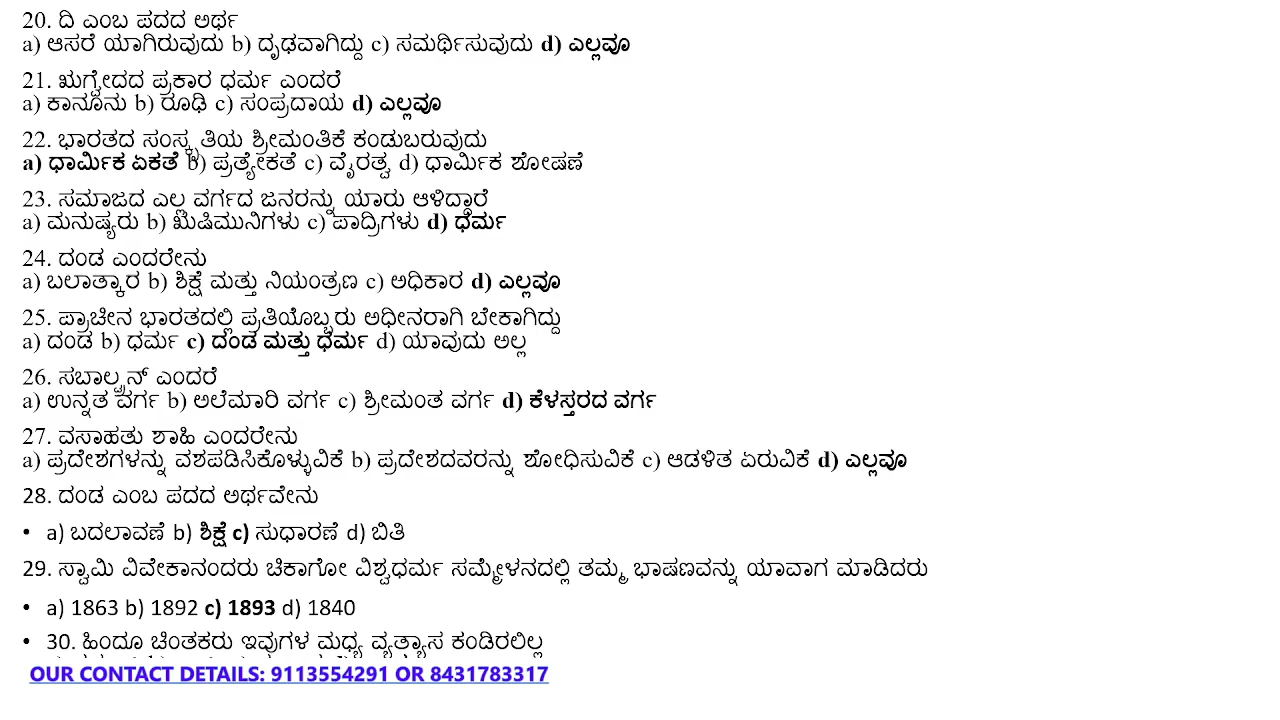 20. ದಿ ಎಂಬ ಪದದ ಅರ್ಥ
a) ಆಸರೆ ಯಾಗಿರುವುದು b) ದೃಢವಾಗಿದ್ದು c) ಸಮರ್ಥಿಸುವುದು d) ಎಲ್ಲವೂ
21. ಋಗ್ವೇದದ ಪ್ರಕಾರ ಧರ್ಮ ಎಂದರೆ
a) ಕಾನೂನು b) ರೂಢಿ c) ಸಂಪ್ರದಾಯ d) ಎಲ್ಲವೂ
22. ಭಾರತದ ಸಂಸ್ಕೃತಿಯ ಶ್ರೀಮಂತಿಕೆ ಕಂಡುಬರುವುದು
a) ಧಾರ್ಮಿಕ ಏಕತೆ b) ಪ್ರತ್ಯೇಕತೆ c) ವೈರತ್ವ d) ಧಾರ್ಮಿಕ ಶೋಷಣೆ
23. ಸಮಾಜದ ಎಲ್ಲ ವರ್ಗದ ಜನರನ್ನು ಯಾರು ಆಳಿದ್ದಾರೆ
a) ಮನುಷ್ಯರು b) ಋಷಿಮುನಿಗಳು c) ಪಾದ್ರಿಗಳು d) ಧರ್ಮ
24. ದಂಡ ಎಂದರೇನು
a) ಬಲಾತ್ಕಾರ b) ಶಿಕ್ಷೆ ಮತ್ತು ನಿಯಂತ್ರಣ c) ಅಧಿಕಾರ d) ಎಲ್ಲವೂ
25. ಪ್ರಾಚೀನ ಭಾರತದಲ್ಲಿ ಪ್ರತಿಯೊಬ್ಬರು ಅಧೀನರಾಗಿ ಬೇಕಾಗಿದ್ದು
a) ದಂಡ b) ಧರ್ಮ c) ದಂಡ ಮತ್ತು ಧರ್ಮ d) ಯಾವುದು ಅಲ್ಲ
26. ಸಬಾಲ್ಟ್ರನ್ ಎಂದರೆ
a) ಉನ್ನತ ವರ್ಗ b) ಅಲೆಮಾರಿ ವರ್ಗ c) ಶ್ರೀಮಂತ ವರ್ಗ d) ಕೆಳಸ್ತರದ ವರ್ಗ
27. ವಸಾಹತು ಶಾಹಿ ಎಂದರೇನು
a) ಪ್ರದೇಶಗಳನ್ನು ವಶಪಡಿಸಿಕೊಳ್ಳುವಿಕೆ b) ಪ್ರದೇಶದವರನ್ನು ಶೋಧಿಸುವಿಕೆ c) ಆಡಳಿತ ಏರುವಿಕೆ d) ಎಲ್ಲವೂ
28. ದಂಡ ಎಂಬ ಪದದ ಅರ್ಥವೇನು
• a) ಬದಲಾವಣೆ b) ಶಿಕ್ಷೆ c) ಸುಧಾರಣೆ d) ಬಿತಿ
29. ಸ್ವಾಮಿ ವಿವೇಕಾನಂದರು ಚಿಕಾಗೋ ವಿಶ್ವಧರ್ಮ ಸಮ್ಮೇಳನದಲ್ಲಿ ತಮ್ಮ ಭಾಷಣವನ್ನು ಯಾವಾಗ ಮಾಡಿದರು
• a) 1863 b) 1892 c) 1893 d) 1840
• 30. ಹಿಂದೂ ಚಿಂತಕರು ಇವುಗಳ ಮಧ್ಯ ವ್ಯತ್ಯಾಸ ಕಂಡಿರಲಿಲ್ಲ
OUR CONTACT DETAILS: 9113554291 OR 8431783317